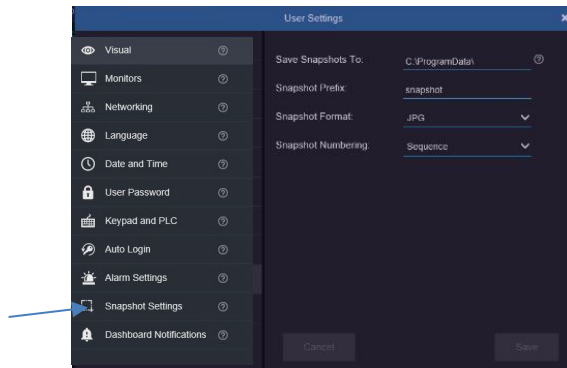 User Settings
Visual
Monitors
Networking
Language
Date and Time
User Password
Keypad and PLC
Auto Login
Alarm Settings
Snapshot Settings
Dashboard Notifications
Save Snapshots To: C:\ProgramData\
Snapshot Prefix: snapshot
Snapshot Format: JPG
Snapshot Numbering: Sequence
Cancel
Save